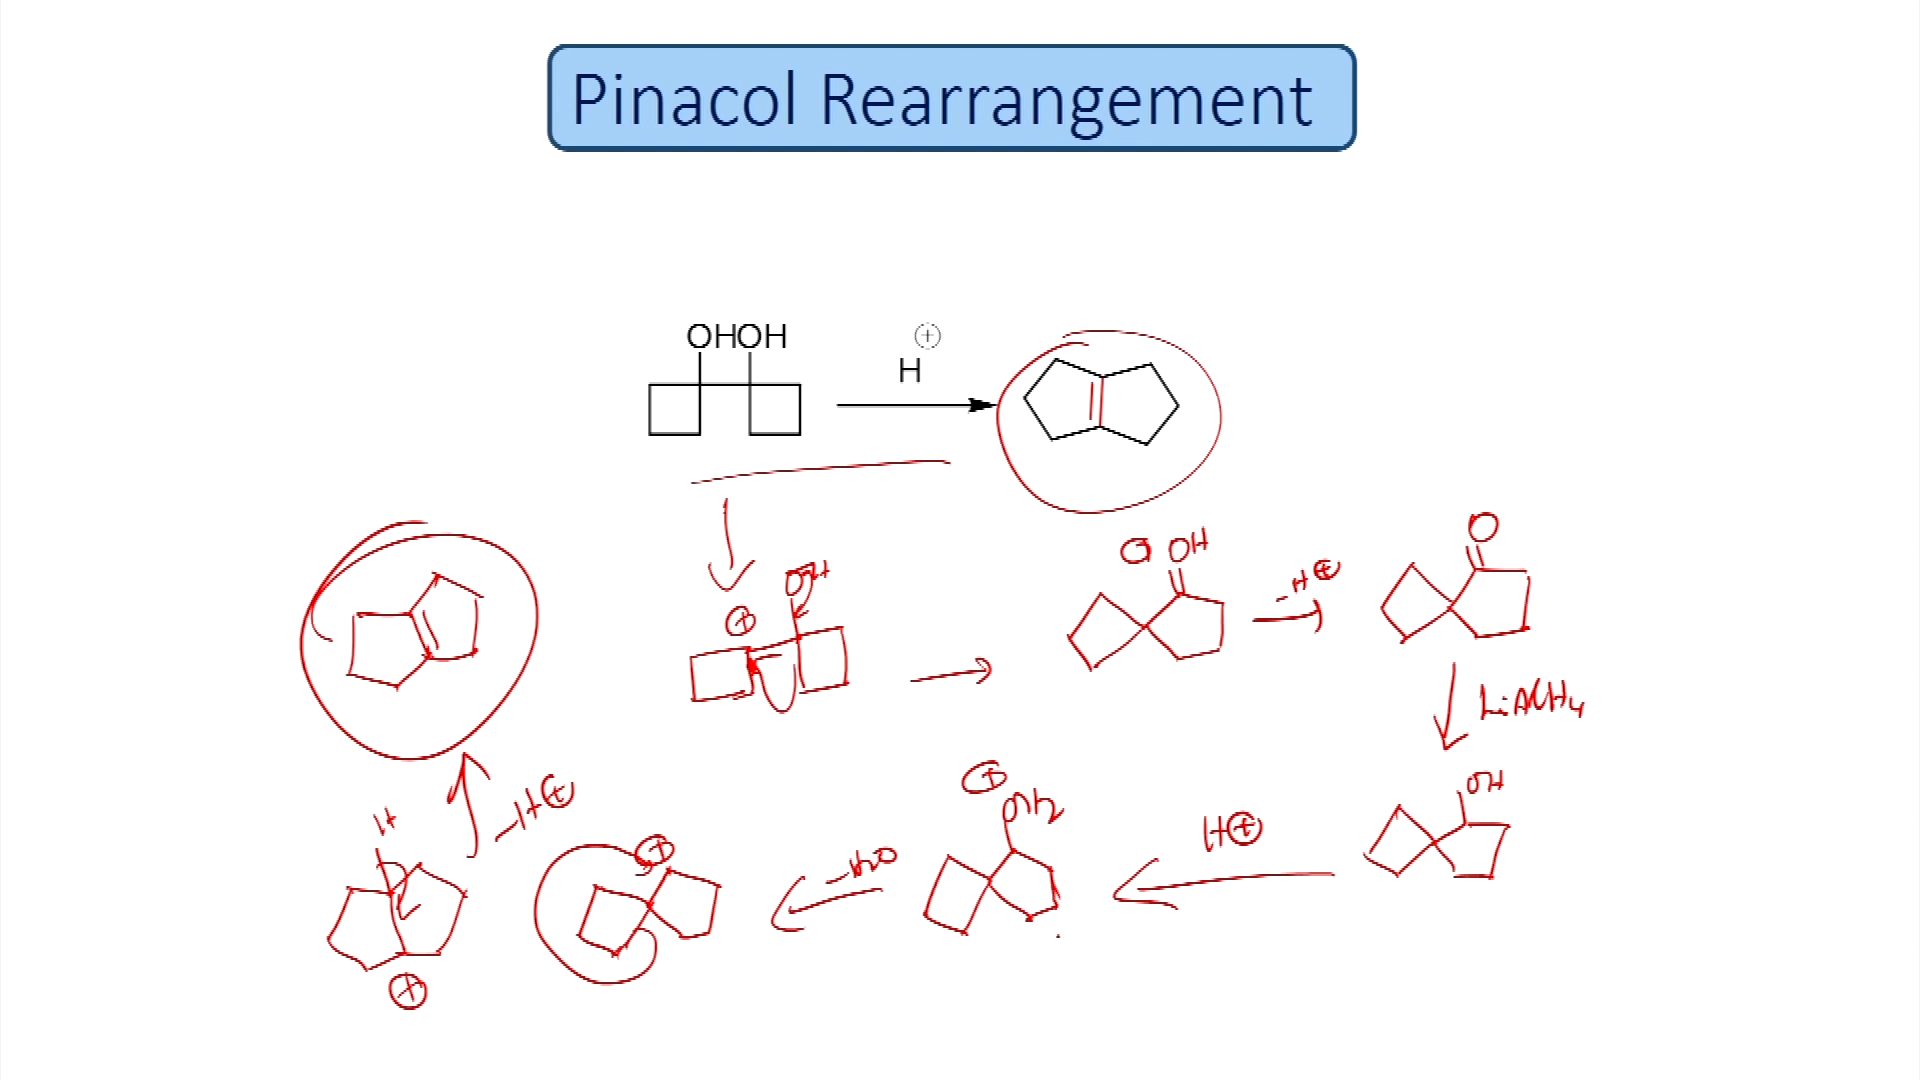 Pinacol Rearrangement
OHOH
H ⊕
⊕ OH
⊕ OH
-H⊕
O
LiAlH4
OH
H⊕
⊕
OH2
-H2O
⊕
H
⊕
-H⊕